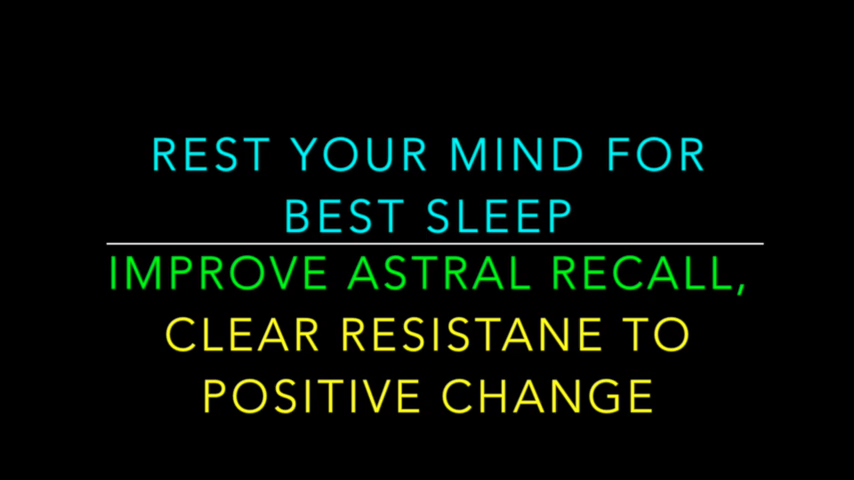 REST YOUR MIND FOR
BEST SLEEP
IMPROVE ASTRAL RECALL,
CLEAR RESISTANE TO
POSITIVE CHANGE